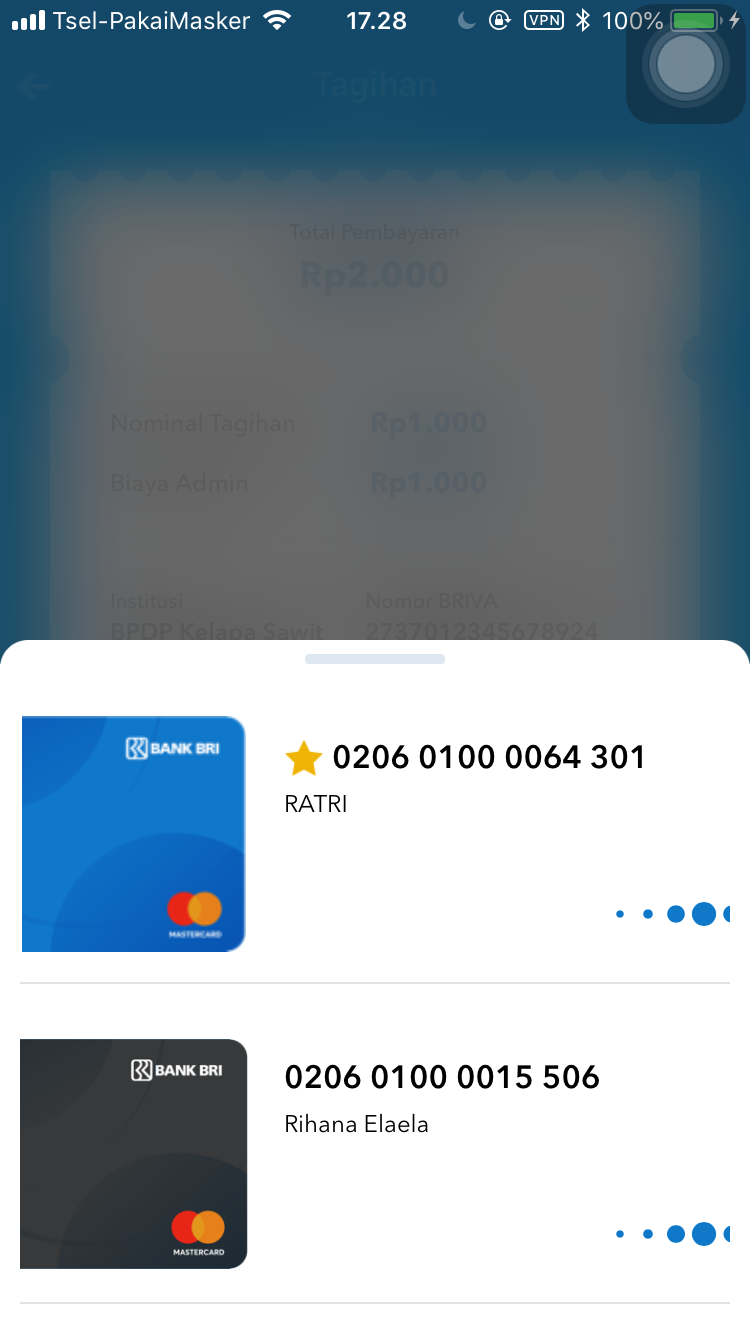 Tsel-PakaiMasker 17.28 VPN 100%
Tagihan
Total Pembayaran
Rp2.000
Nominal Tagihan Rp1.000
Biaya Admin Rp1.000
Institusi Nomor BRIVA
BPDP Kelapa Sawit 2737012345678924
BANK BRI
0206 0100 0064 301
RATRI
MASTERCARD
BANK BRI
0206 0100 0015 506
Rihana Elaela
MASTERCARD